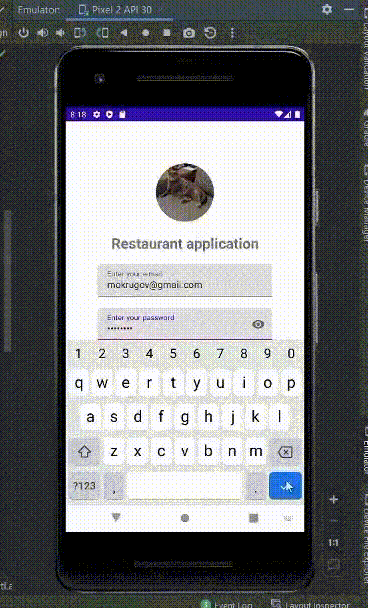 Emulator: Pixel 2 API 30
8:18
Restaurant application
Enter your e-mail
mokrugov@gmail.com
Enter your password
••••••••
1 2 3 4 5 6 7 8 9 0
q w e r t y u i o p
a s d f g h j k l
z x c v b n m
?123 , .
1:1
Event Log Layout Inspector